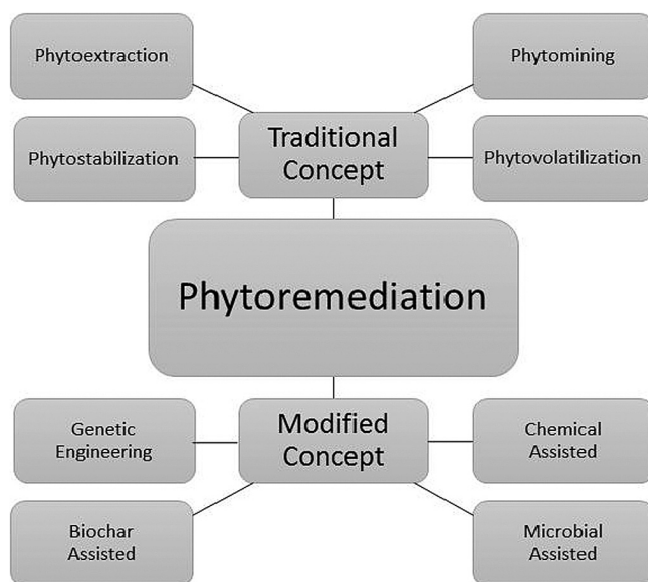 Phytoextraction
Phytomining
Traditional
Concept
Phytostabilization
Phytovolatilization
Phytoremediation
Genetic
Engineering
Modified
Concept
Chemical
Assisted
Biochar
Assisted
Microbial
Assisted